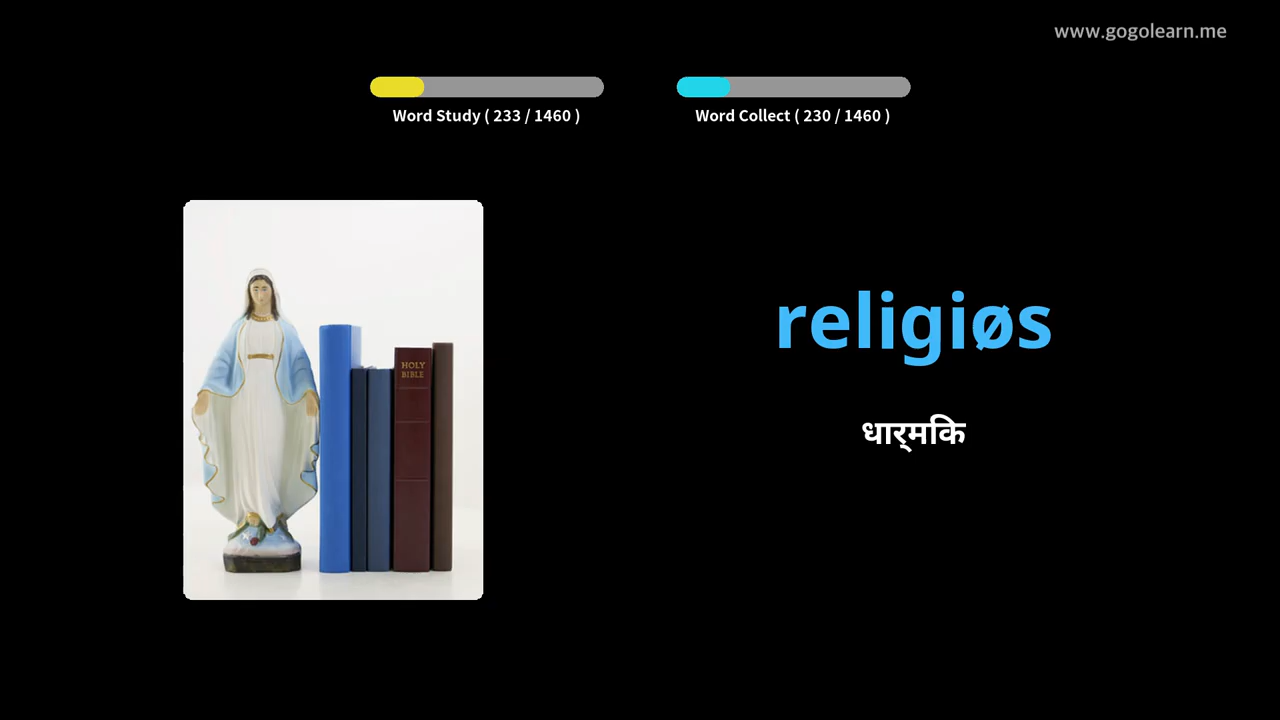 www.gogolearn.me
Word Study ( 233 / 1460 )
Word Collect ( 230 / 1460 )
HOLY
BIBLE
religiøs
धार्मिक